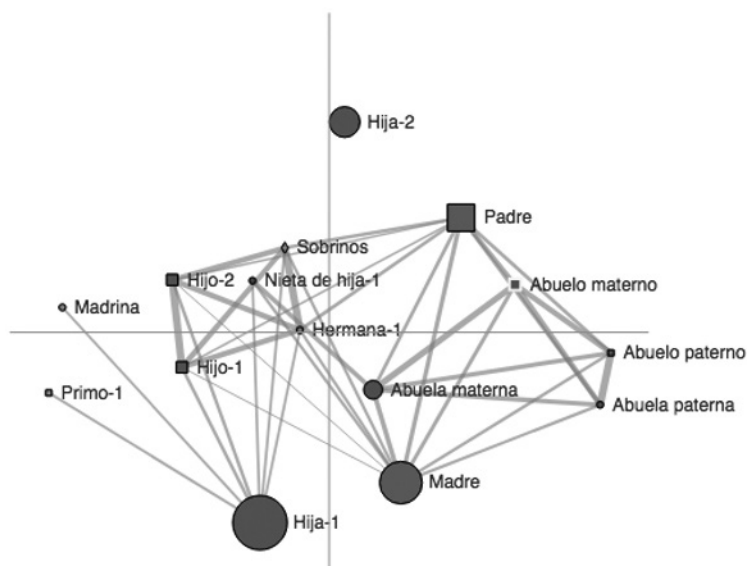 Hija-2
Padre
Sobrinos
Hijo-2
Nieta de hija-1
Abuelo materno
Madrina
Hermana-1
Abuelo paterno
Hijo-1
Primo-1
Abuela materna
Abuela paterna
Madre
Hija-1